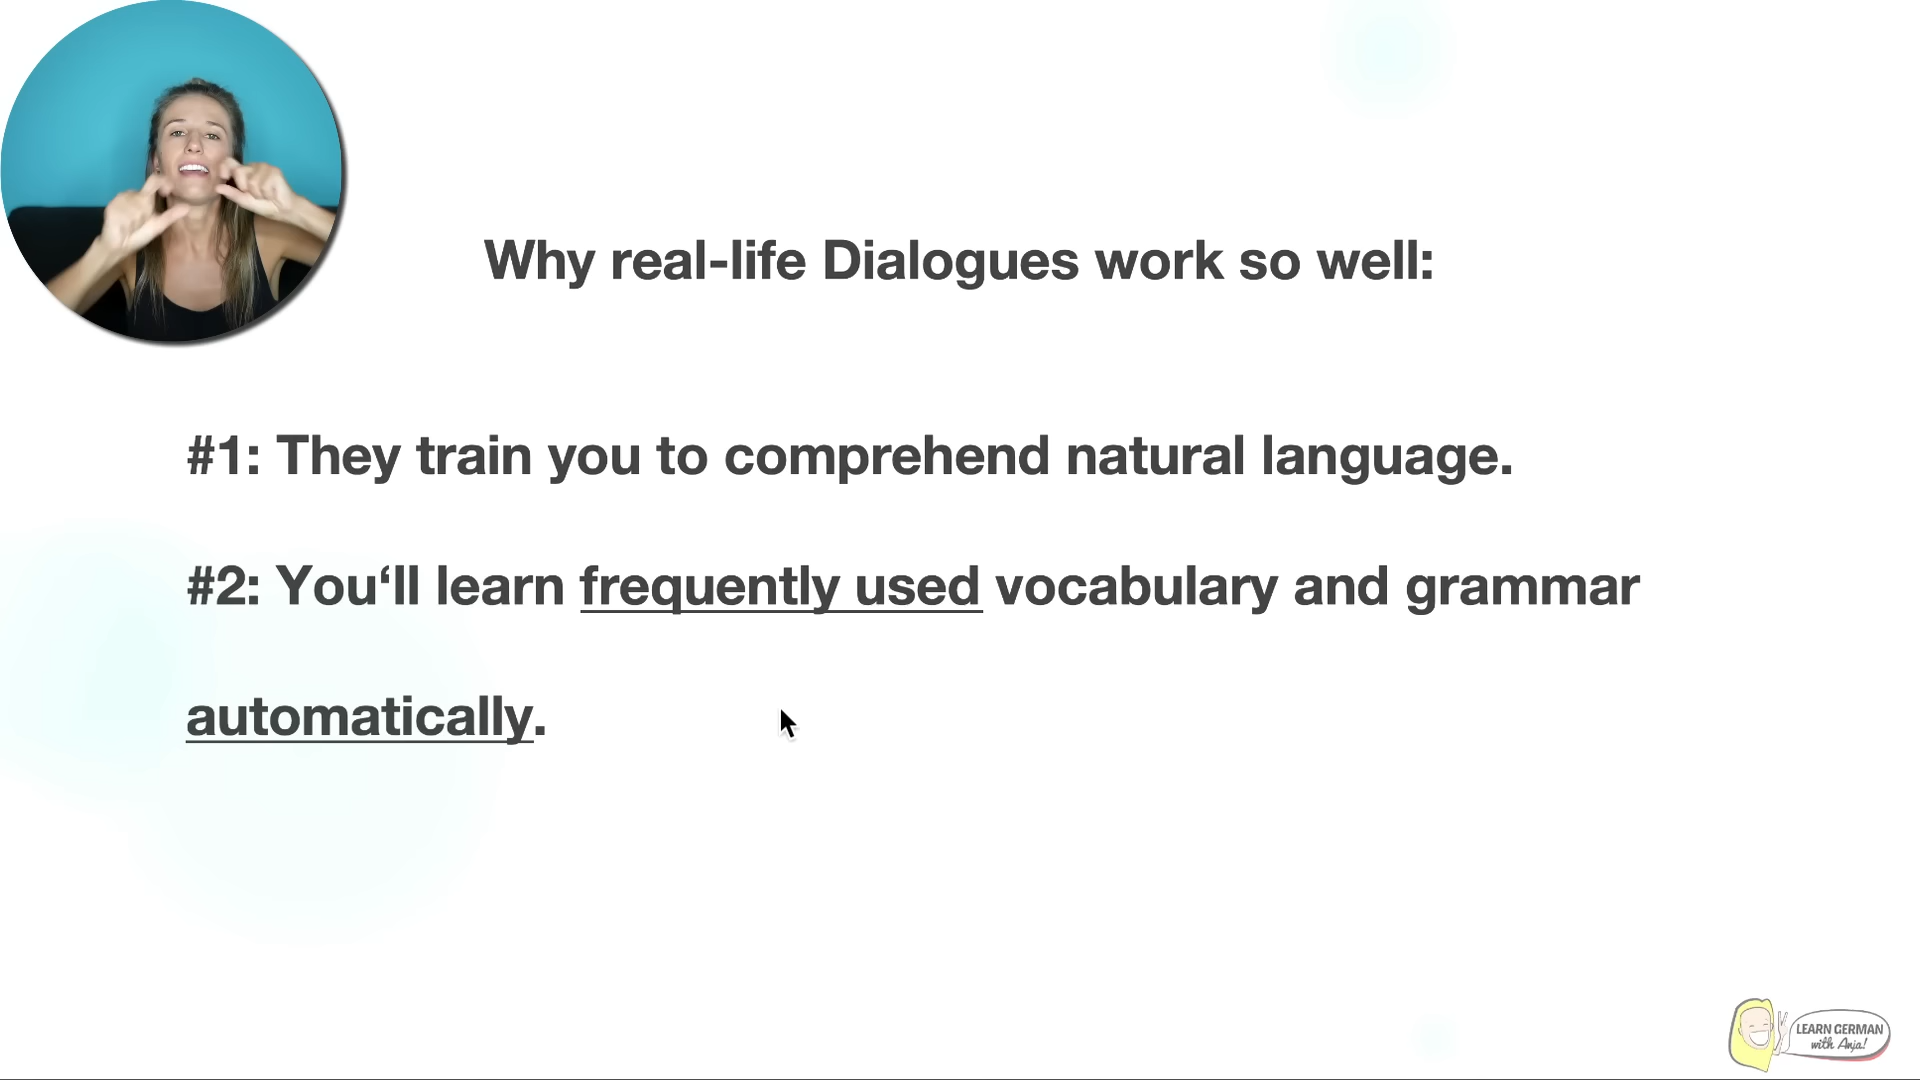 Why real-life Dialogues work so well:
#1: They train you to comprehend natural language.
#2: You‘ll learn frequently used vocabulary and grammar
automatically.
LEARN GERMAN
with Anja!